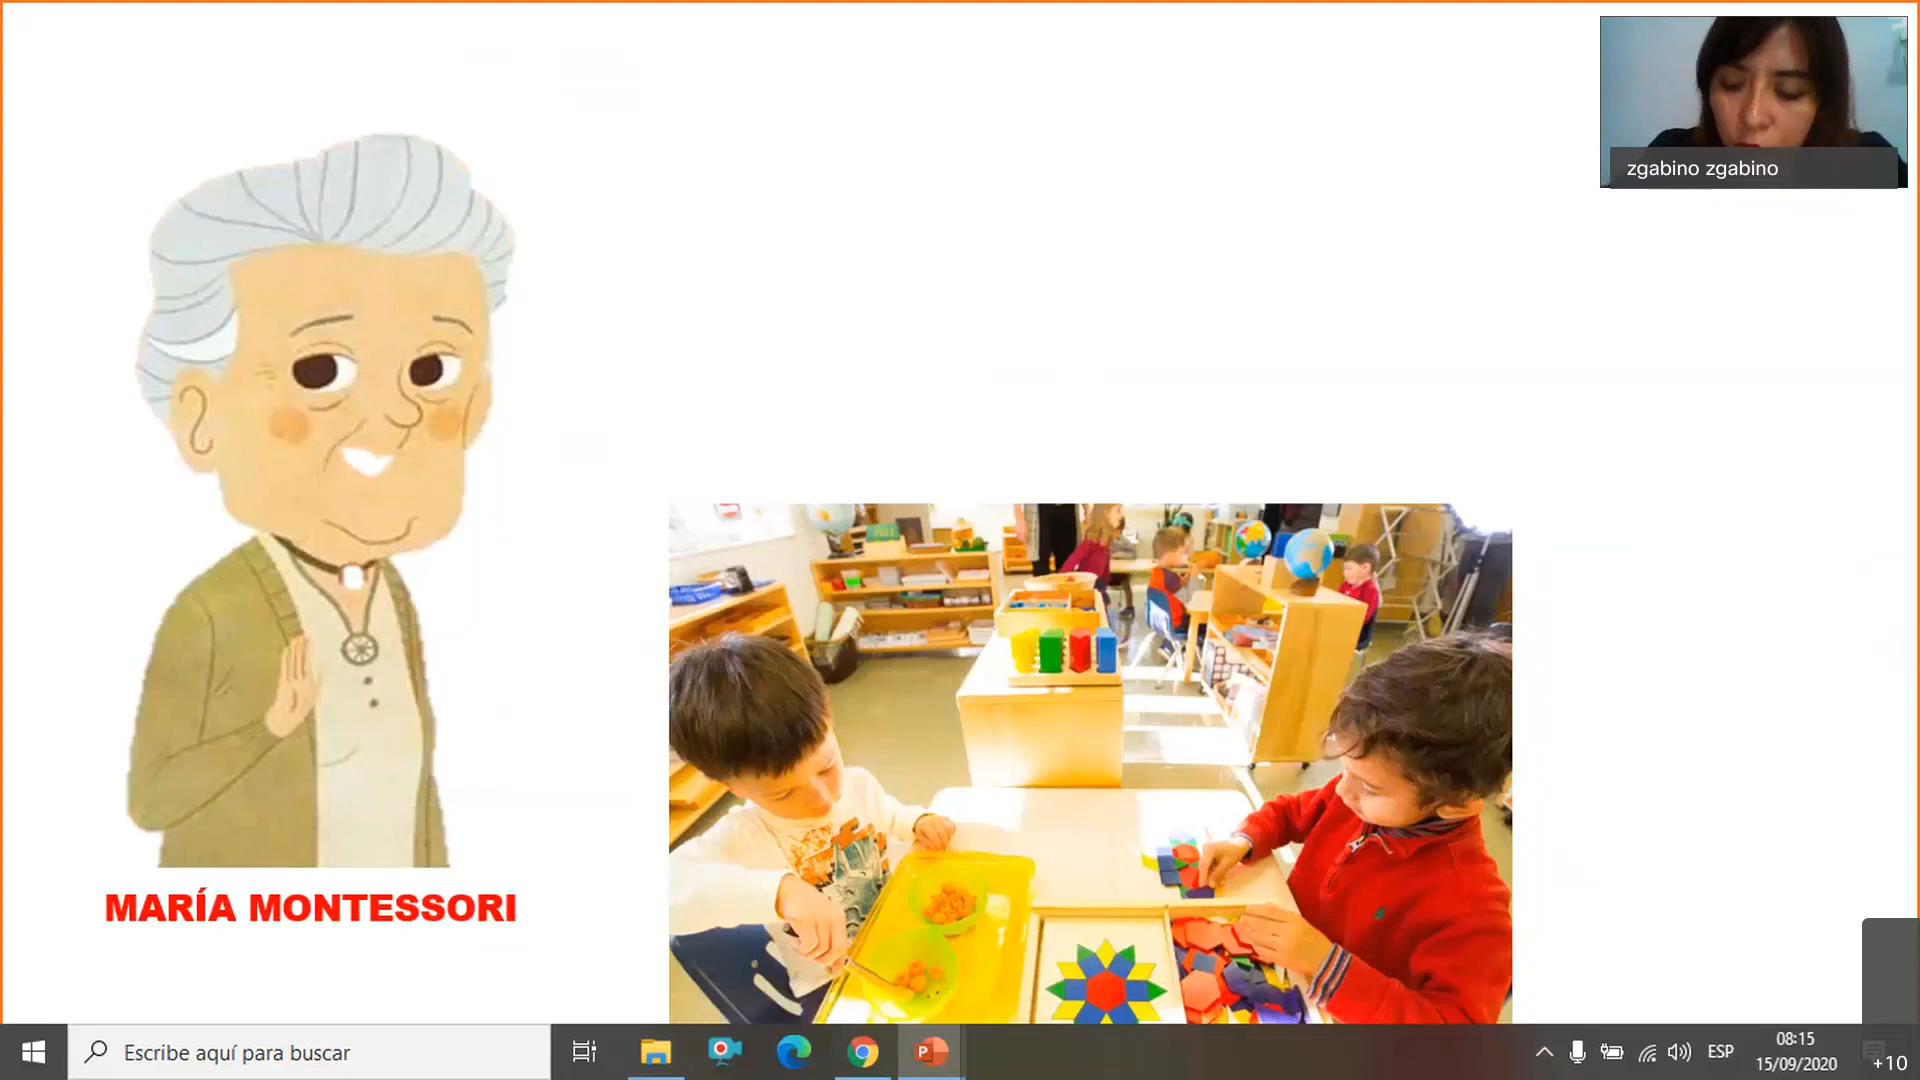 zgabino zgabino
MARÍA MONTESSORI
Escribe aquí para buscar
ESP
08:15
15/09/2020
+10